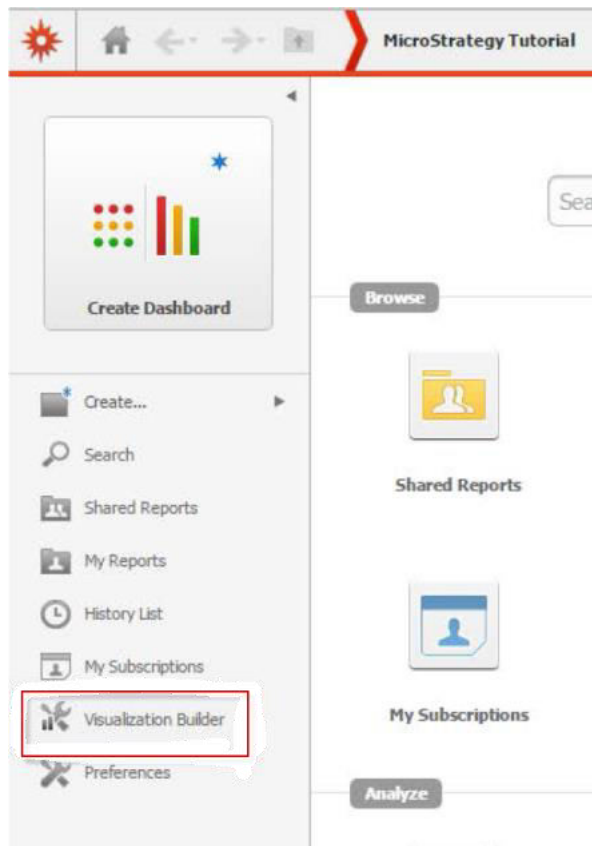 MicroStrategy Tutorial
Create Dashboard
Create...
Search
Shared Reports
My Reports
History List
My Subscriptions
Visualization Builder
Preferences
Sea
Browse
Shared Reports
My Subscriptions
Analyze